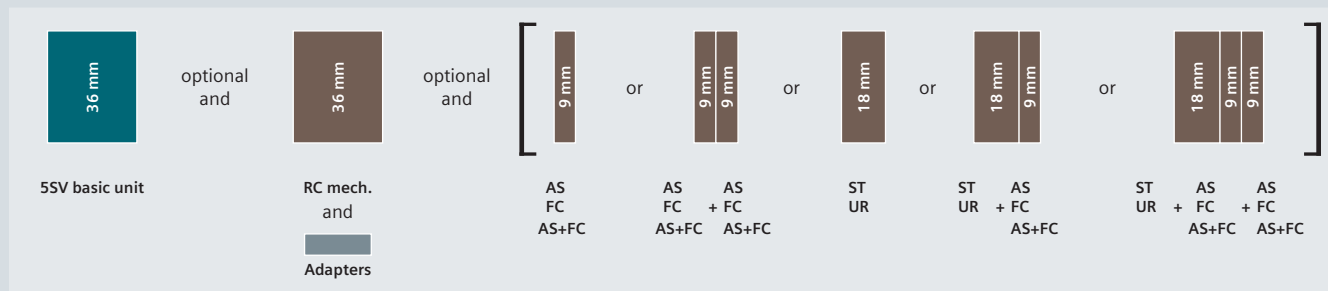 36 mm
optional
and
36 mm
optional
and
9 mm
or
9 mm 9 mm
or
18 mm
or
18 mm 9 mm
or
18 mm 9 mm 9 mm
5SV basic unit
RC mech.
and
Adapters
AS
FC
AS+FC
AS AS
FC + FC
AS+FC AS+FC
ST
UR
ST AS
UR + FC
AS+FC
ST AS AS
UR + FC + FC
AS+FC AS+FC